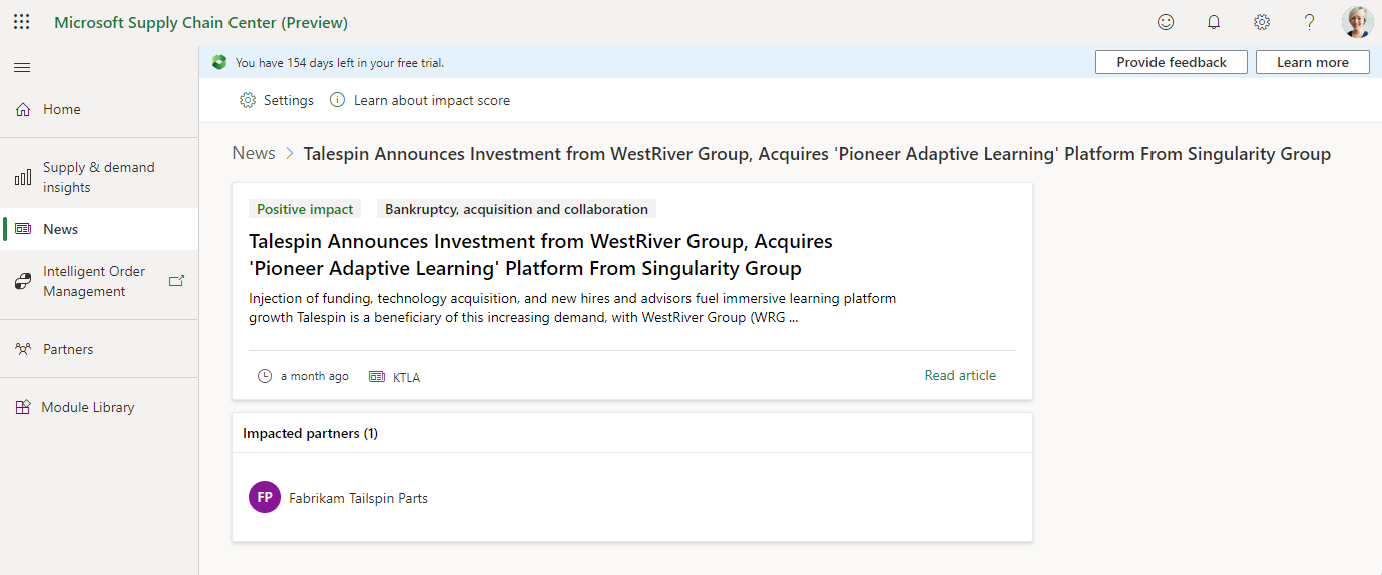 Microsoft Supply Chain Center (Preview)
You have 154 days left in your free trial.
Provide feedback
Learn more
Home
Supply & demand
insights
News
Intelligent Order
Management
Partners
Module Library
Settings
Learn about impact score
News > Talespin Announces Investment from WestRiver Group, Acquires 'Pioneer Adaptive Learning' Platform From Singularity Group
Positive impact
Bankruptcy, acquisition and collaboration
Talespin Announces Investment from WestRiver Group, Acquires
'Pioneer Adaptive Learning' Platform From Singularity Group
Injection of funding, technology acquisition, and new hires and advisors fuel immersive learning platform
growth Talespin is a beneficiary of this increasing demand, with WestRiver Group (WRG ...
a month ago
KTLA
Read article
Impacted partners (1)
FP
Fabrikam Tailspin Parts